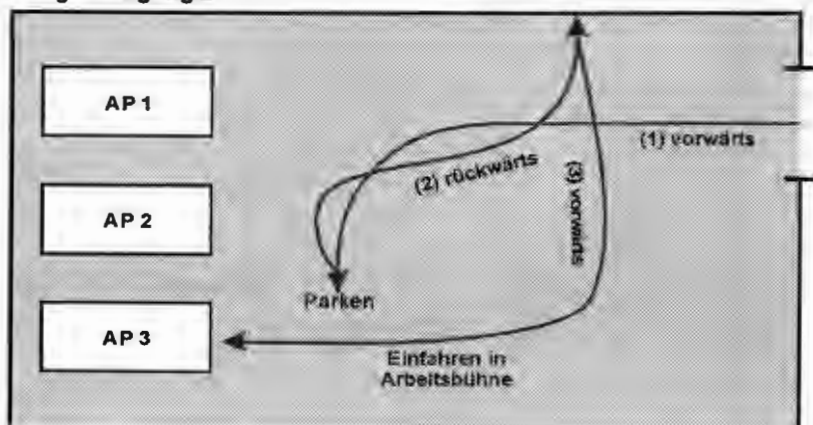 AP 1
(1) vorwärts
(2) rückwärts
(3) vorwärts
AP 2
Parken
AP 3
Einfahren in
Arbeitsbühne